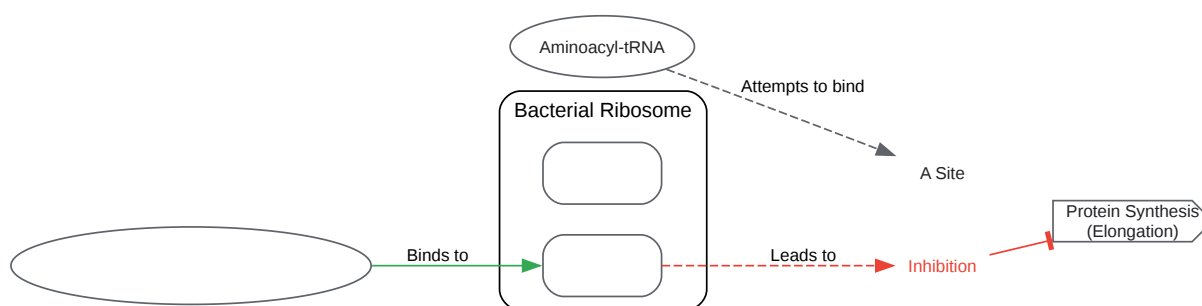 Aminoacyl-tRNA
Attempts to bind
Bacterial Ribosome
A Site
Protein Synthesis
(Elongation)
Binds to
Leads to
Inhibition